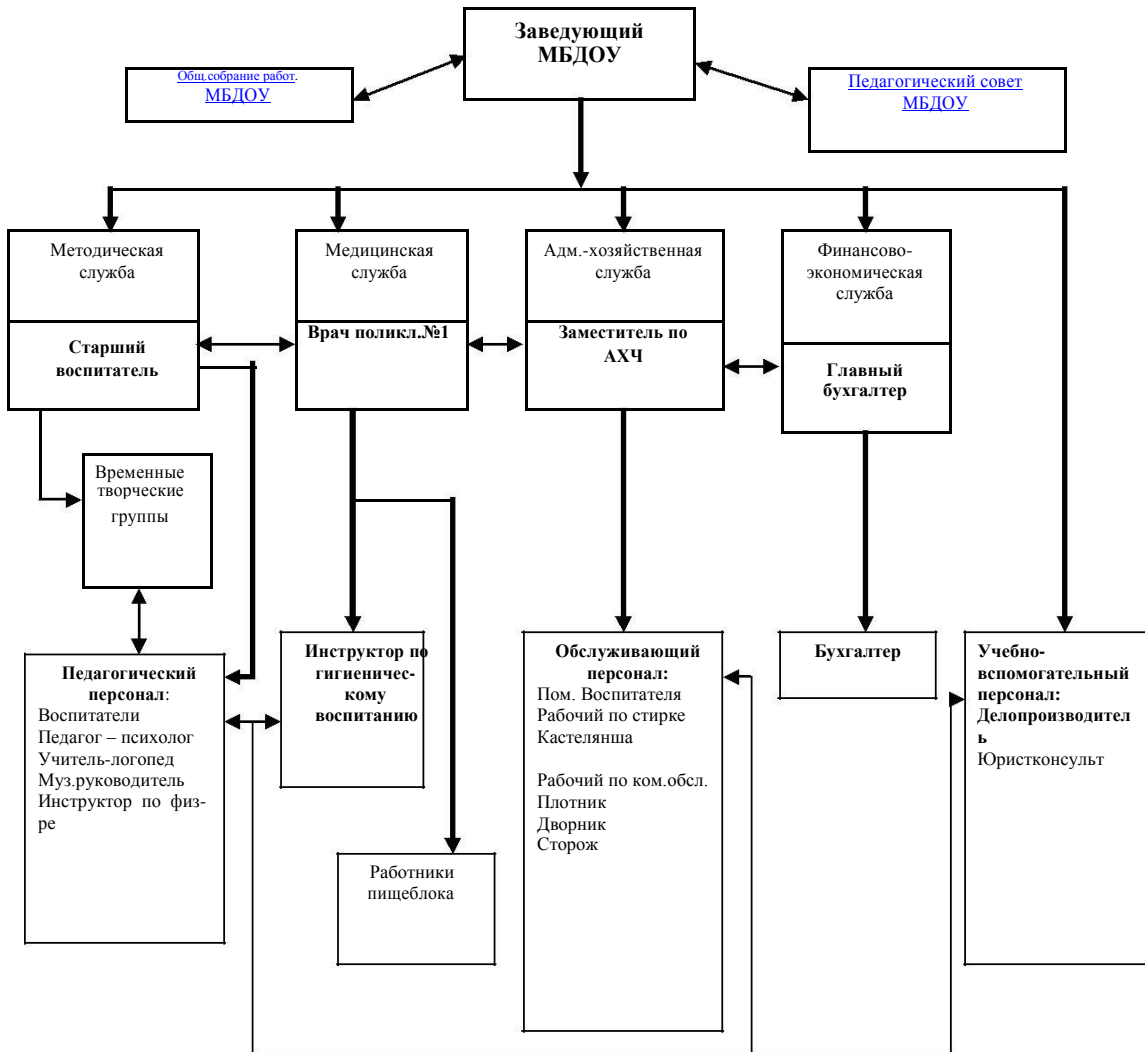 Заведующий
МБДОУ
Общ.собрание работ.
МБДОУ
Педагогический совет
МБДОУ
Методическая
служба
Медицинская
служба
Адм.-хозяйственная
служба
Финансово-
экономическая
служба
Старший
воспитатель
Врач поликл.№1
Заместитель по
АХЧ
Главный
бухгалтер
Временные
творческие
группы
Педагогический
персонал:
Воспитатели
Педагог – психолог
Учитель-логопед
Муз.руководитель
Инструктор по физ-
ре
Инструктор по
гигиеничес-
кому
воспитанию
Работники
пищеблока
Обслуживающий
персонал:
Пом. Воспитателя
Рабочий по стирке
Кастелянша
Рабочий по ком.обсл.
Плотник
Дворник
Сторож
Бухгалтер
Учебно-
вспомогательный
персонал:
Делопроизводител
ь
Юристконсульт